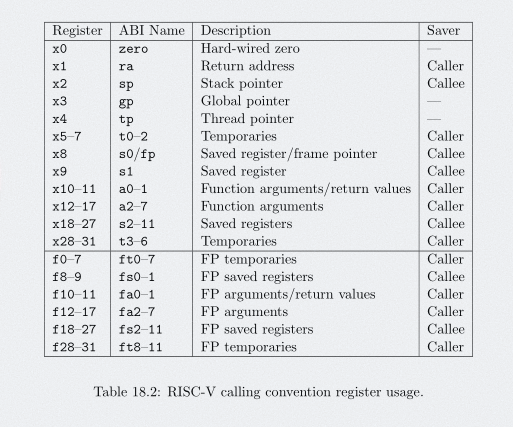 Register ABI Name Description Saver
x0 zero Hard-wired zero —
x1 ra Return address Caller
x2 sp Stack pointer Callee
x3 gp Global pointer —
x4 tp Thread pointer —
x5–7 t0–2 Temporaries Caller
x8 s0/fp Saved register/frame pointer Callee
x9 s1 Saved register Callee
x10–11 a0–1 Function arguments/return values Caller
x12–17 a2–7 Function arguments Caller
x18–27 s2–11 Saved registers Callee
x28–31 t3–6 Temporaries Caller
f0–7 ft0–7 FP temporaries Caller
f8–9 fs0–1 FP saved registers Callee
f10–11 fa0–1 FP arguments/return values Caller
f12–17 fa2–7 FP arguments Caller
f18–27 fs2–11 FP saved registers Callee
f28–31 ft8–11 FP temporaries Caller
Table 18.2: RISC-V calling convention register usage.